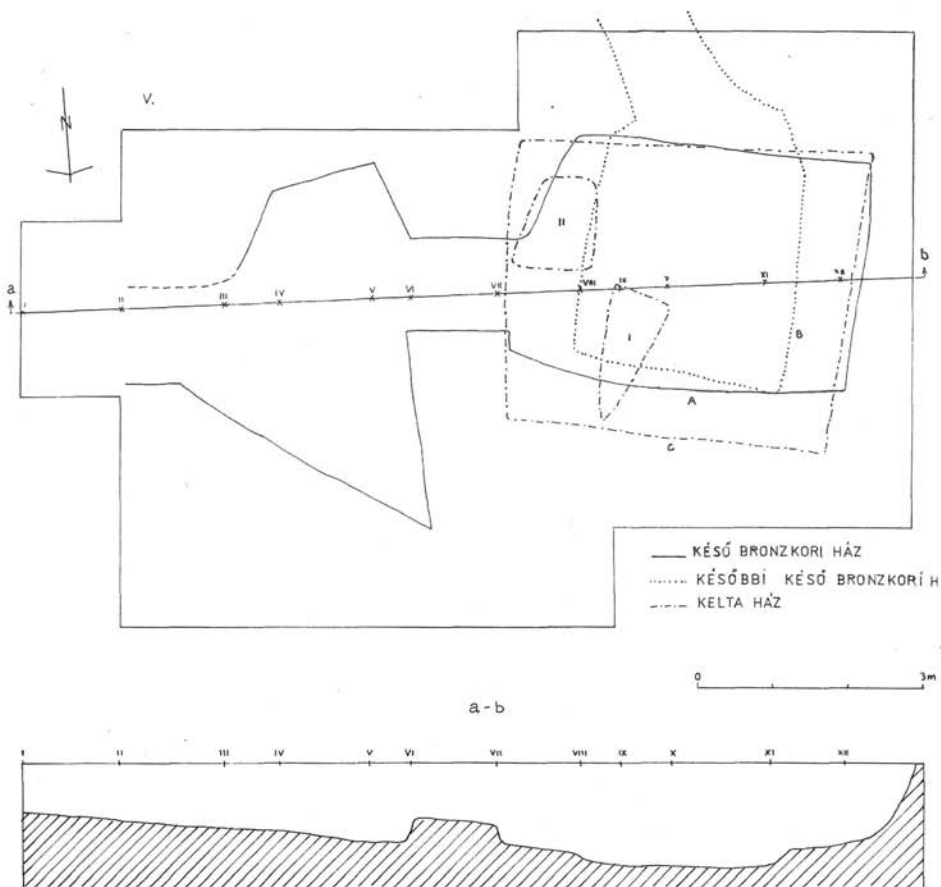 V.
N
a
b
I II III IV V VI VII VIII IX X XI XII
II
I
B
A
C
KÉSŐ BRONZKORI HÁZ
KÉSŐBBI KÉSŐ BRONZKORI H
KELTA HÁZ
0 3m
a-b
I II III IV V VI VII VIII IX X XI XII